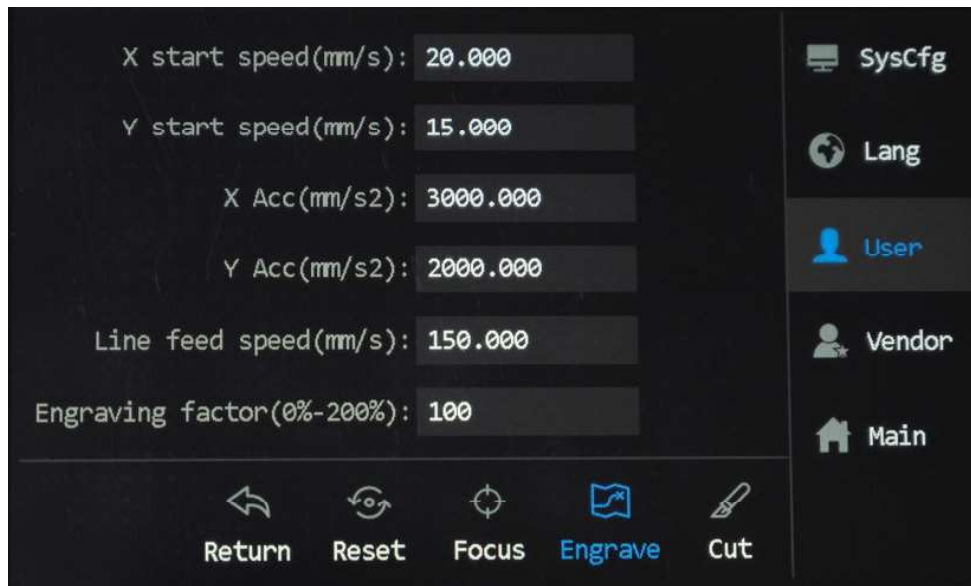 X start speed(mm/s): 20.000
Y start speed(mm/s): 15.000
X Acc(mm/s2): 3000.000
Y Acc(mm/s2): 2000.000
Line feed speed(mm/s): 150.000
Engraving factor(0%-200%): 100
Return Reset Focus Engrave Cut
SysCfg
Lang
User
Vendor
Main